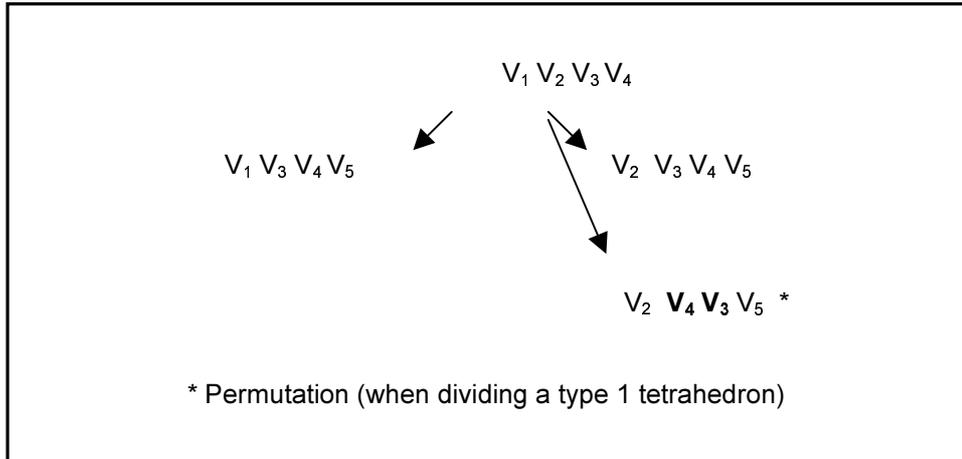 V₁ V₂ V₃ V₄
V₁ V₃ V₄ V₅
V₂ V₃ V₄ V₅
V₂ V₄ V₃ V₅ *
* Permutation (when dividing a type 1 tetrahedron)